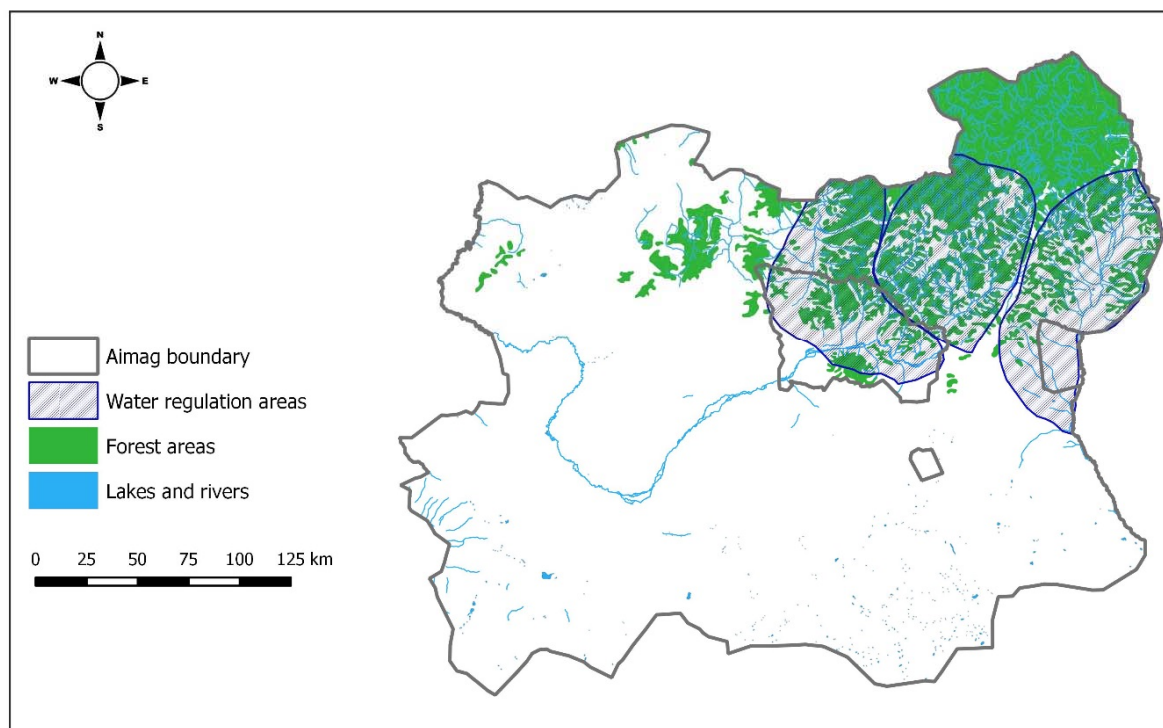 N
W E
S
Aimag boundary
Water regulation areas
Forest areas
Lakes and rivers
0 25 50 75 100 125 km